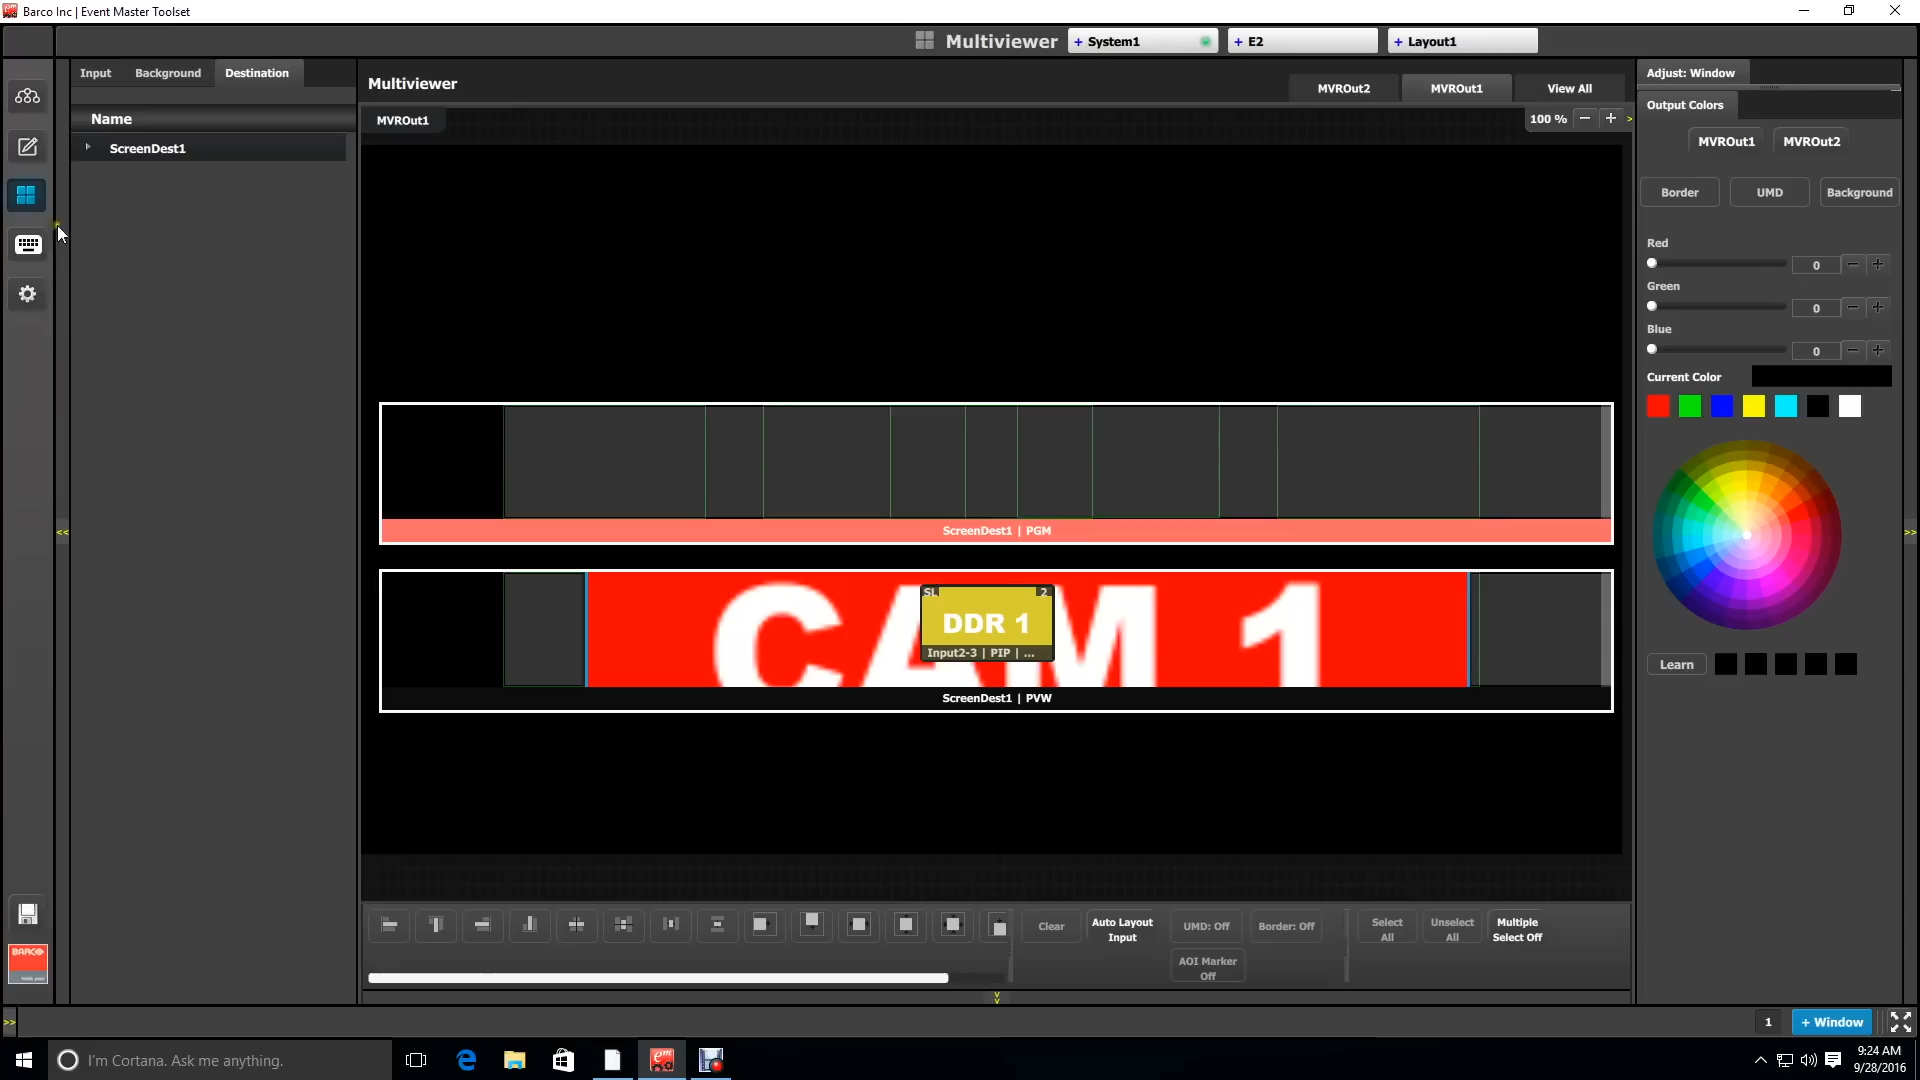 Barco Inc | Event Master Toolset
Multiviewer
+ System1
+ E2
+ Layout1
Input
Background
Destination
Name
ScreenDest1
Multiviewer
MVROut2
MVROut1
View All
MVROut1
100 %
ScreenDest1 | PGM
CAM 1
SL
2
DDR 1
Input2-3 | PIP | ...
ScreenDest1 | PVW
Adjust: Window
Output Colors
MVROut1
MVROut2
Border
UMD
Background
Red
0
Green
0
Blue
0
Current Color
Learn
<<
>>
Clear
Auto Layout
Input
UMD: Off
Border: Off
AOI Marker
Off
Select
All
Unselect
All
Multiple
Select Off
BARCO
>>
1
+ Window
I'm Cortana. Ask me anything.
em
9:24 AM
9/28/2016